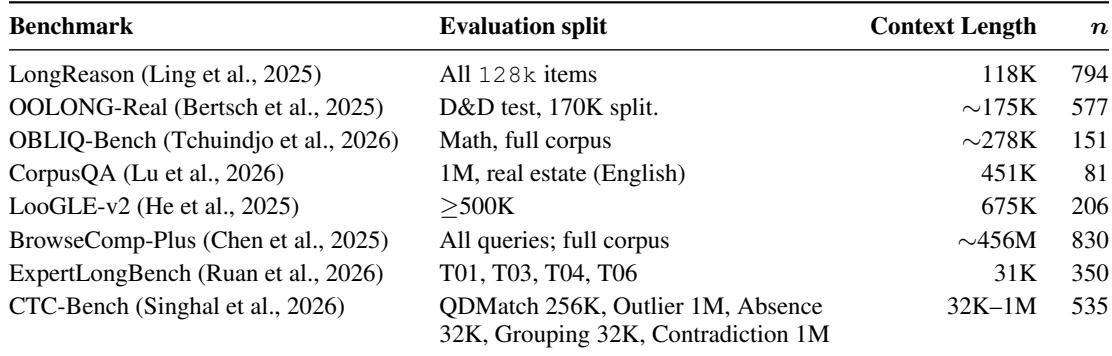 Benchmark Evaluation split Context Length n
LongReason (Ling et al., 2025) All 128k items 118K 794
OOLONG-Real (Bertsch et al., 2025) D&D test, 170K split. ∼175K 577
OBLIQ-Bench (Tchuindjo et al., 2026) Math, full corpus ∼278K 151
CorpusQA (Lu et al., 2026) 1M, real estate (English) 451K 81
LooGLE-v2 (He et al., 2025) ≥500K 675K 206
BrowseComp-Plus (Chen et al., 2025) All queries; full corpus ∼456M 830
ExpertLongBench (Ruan et al., 2026) T01, T03, T04, T06 31K 350
CTC-Bench (Singhal et al., 2026) QDMatch 256K, Outlier 1M, Absence 32K–1M 535
32K, Grouping 32K, Contradiction 1M